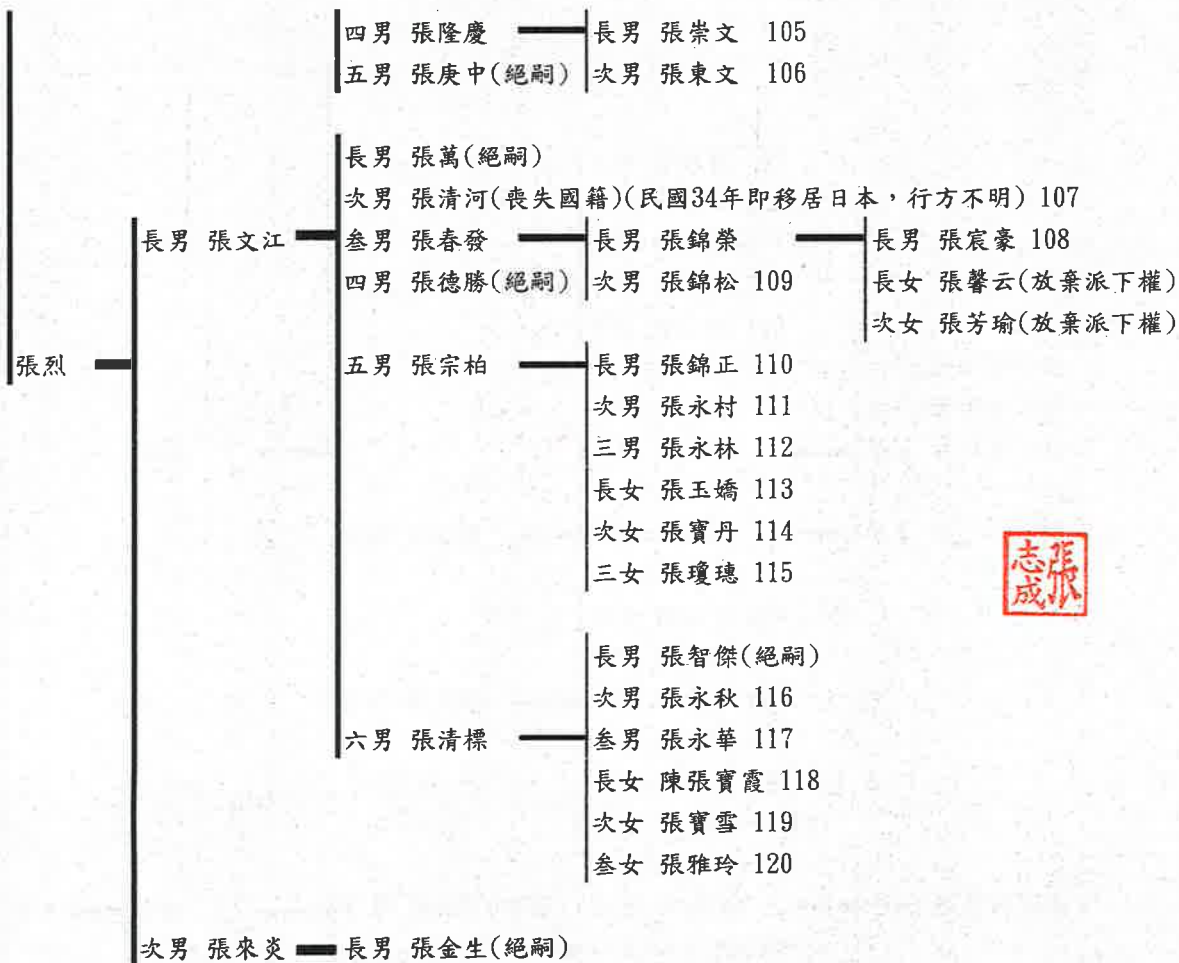 四男 張隆慶 長男 張崇文 105
五男 張庚中(絕嗣) 次男 張東文 106
長男 張萬(絕嗣)
次男 張清河(喪失國籍)(民國34年即移居日本,行方不明) 107
長男 張文江 叁男 張春發 長男 張錦榮 長男 張宸豪 108
四男 張德勝(絕嗣) 次男 張錦松 109 長女 張馨云(放棄派下權)
次女 張芳瑜(放棄派下權)
張烈 五男 張宗柏 長男 張錦正 110
次男 張永村 111
三男 張永林 112
長女 張玉嬌 113
次女 張寶丹 114
三女 張瓊璁 115
張志成
長男 張智傑(絕嗣)
次男 張永秋 116
六男 張清標 叁男 張永華 117
長女 陳張寶霞 118
次女 張寶雪 119
叁女 張雅玲 120
次男 張來炎 長男 張金生(絕嗣)